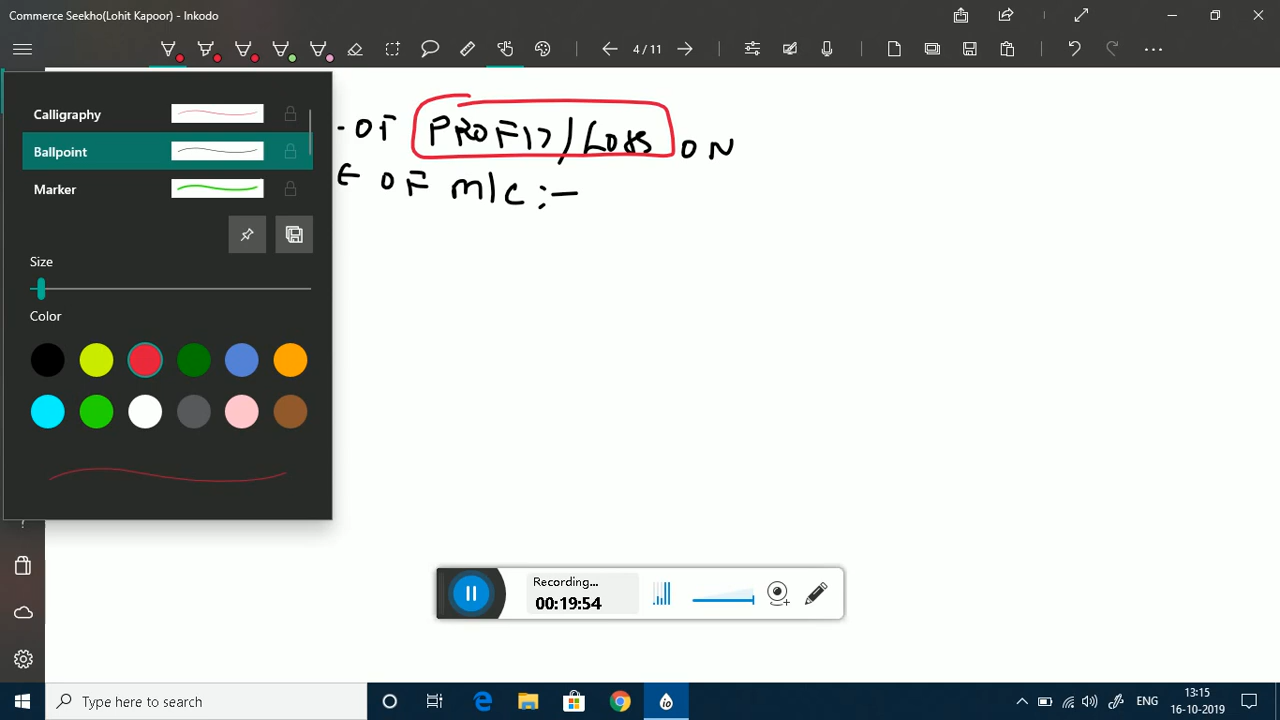 Commerce Seekho(Lohit Kapoor) - Inkodo
4/11
Calligraphy
Ballpoint
Marker
Size
Color
- OF PROFIT/LOSS ON
E OF m/c :-
Recording...
00:19:54
Type here to search
ENG
13:15
16-10-2019